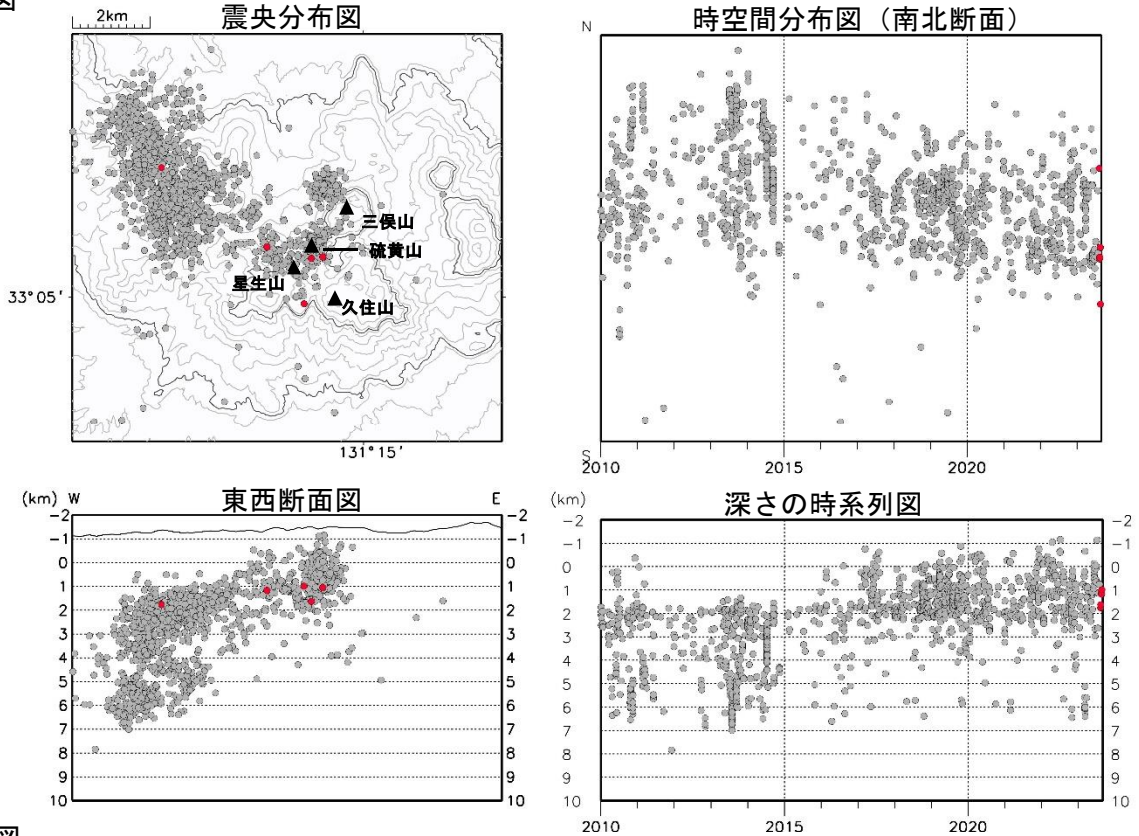 図
2km
震央分布図
三俣山
硫黄山
星生山
久住山
33°05′
131°15′
時空間分布図（南北断面）
N
S
2010 2015 2020
東西断面図
(km) W E
-2 -2
-1 -1
0 0
1 1
2 2
3 3
4 4
5 5
6 6
7 7
8 8
9 9
10 10
深さの時系列図
(km)
-2 -2
-1 -1
0 0
1 1
2 2
3 3
4 4
5 5
6 6
7 7
8 8
9 9
10 10
2010 2015 2020